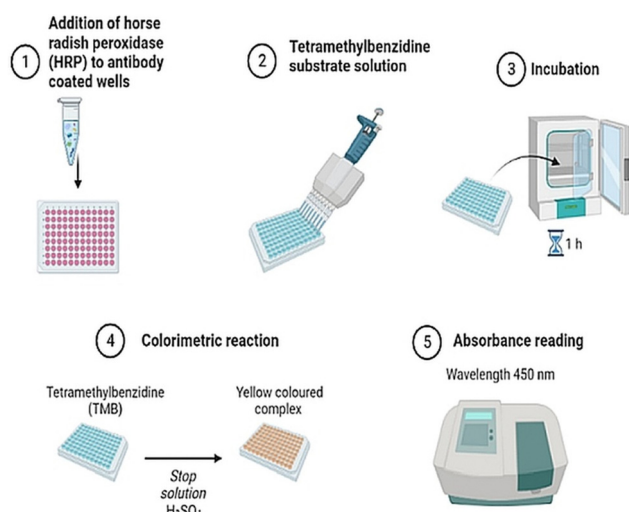 1
Addition of horse
radish peroxidase
(HRP) to antibody
coated wells
2
Tetramethylbenzidine
substrate solution
3
Incubation
1 h
4
Colorimetric reaction
Tetramethylbenzidine
(TMB)
Yellow coloured
complex
Stop
solution
H₂SO₄
5
Absorbance reading
Wavelength 450 nm